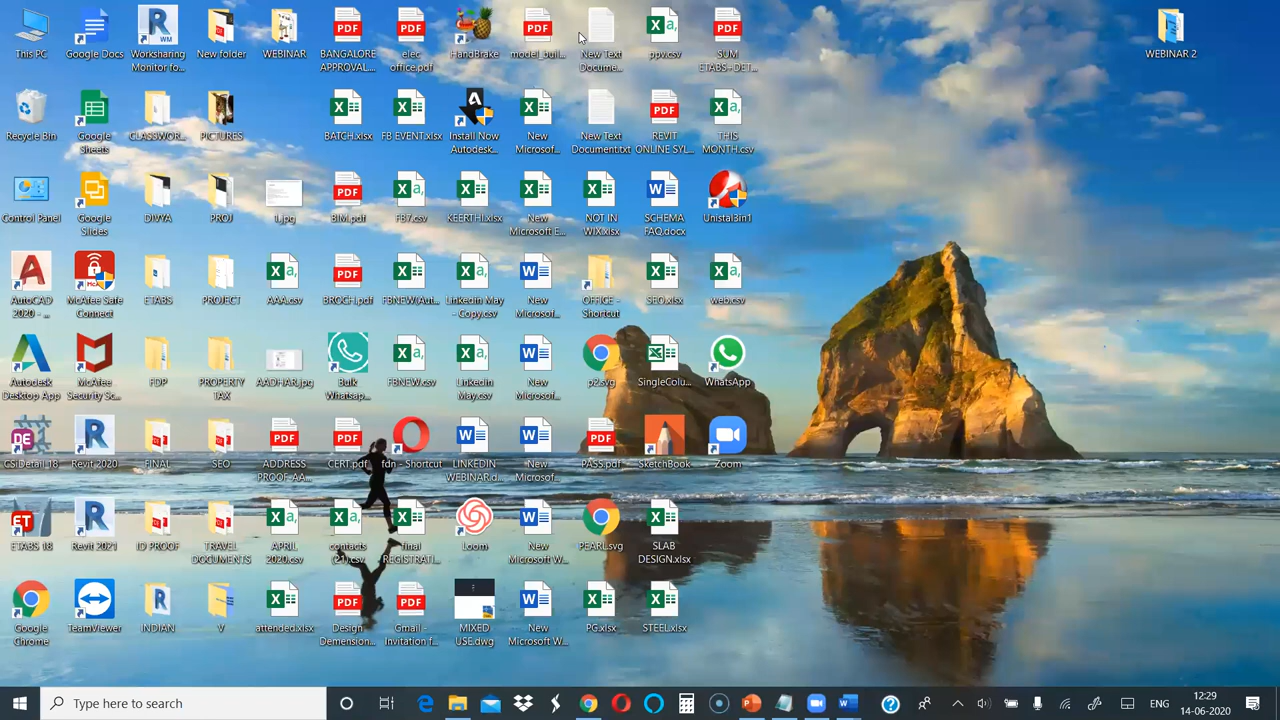 This PC
Google Docs
Worksharing
Monitor fo...
New folder
WEBINAR
BANGALORE
APPROVAL...
elec
office.pdf
HandBrake
model_buil...
New Text
Docume...
ppv.csv
SUM
ETABS+DET...
WEBINAR 2
Recycle Bin
Google
Sheets
CLASSWOR...
PICTURES
BATCH.xlsx
FB EVENT.xlsx
Install Now
Autodesk...
New
Microsof...
New Text
Document.txt
REVIT
ONLINE SYL...
THIS
MONTH.csv
Control Panel
Google
Slides
DIVYA
PROJ
1.jpg
BIM.pdf
FB7.csv
KEERTHI.xlsx
New
Microsoft E...
NOT IN
WIX.xlsx
SCHEMA
FAQ.docx
Unistal3in1
AutoCAD
2020 - ...
McAfee Safe
Connect
ETABS
PROJECT
AAA.csv
BROCH.pdf
FBNEW(Aut...
Linkedin May
- Copy.csv
New
Microsof...
OFFICE -
Shortcut
SEO.xlsx
web.csv
Autodesk
Desktop App
McAfee
Security Sc...
FDP
PROPERTY
TAX
AADHAR.jpg
Bulk
Whatsap...
FBNEW.csv
Linkedin
May.csv
New
Microsof...
p2.svg
SingleColu...
WhatsApp
CSiDetail 18
Revit 2020
FINAL
SEO
ADDRESS
PROOF-AA...
CERT.pdf
fdn - Shortcut
LINKEDIN
WEBINAR.d...
New
Microsof...
PASS.pdf
SketchBook
Zoom
ETABS 18
Revit 2021
ID PROOF
TRAVEL
DOCUMENTS
APRIL
2020.csv
contacts
(21).csv
final
REGISTRATI...
Loom
New
Microsoft W...
PEARL.svg
SLAB
DESIGN.xlsx
Google
Chrome
TeamViewer
INDIAN
V
attended.xlsx
Design
Demension...
Gmail -
Invitation f...
MIXED
USE.dwg
New
Microsoft W...
PG.xlsx
STEEL.xlsx
Type here to search
ENG
12:29
14-06-2020